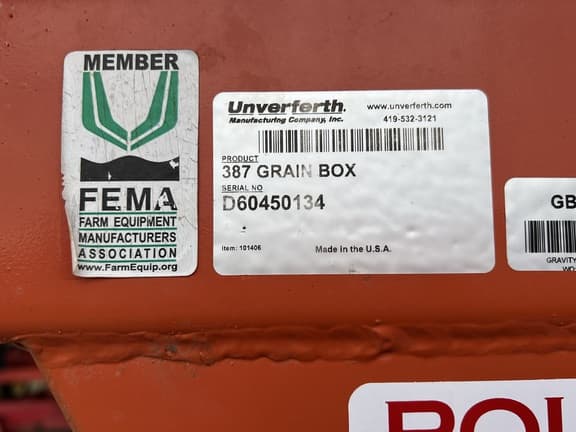 MEMBER
FEMA
FARM EQUIPMENT
MANUFACTURERS
ASSOCIATION
www.FarmEquip.org
Unverferth. www.unverferth.com
Manufacturing Company, Inc. 419-532-3121
PRODUCT
387 GRAIN BOX
SERIAL NO
D60450134
Item: 101406 Made in the U.S.A.
GB
GRAVITY